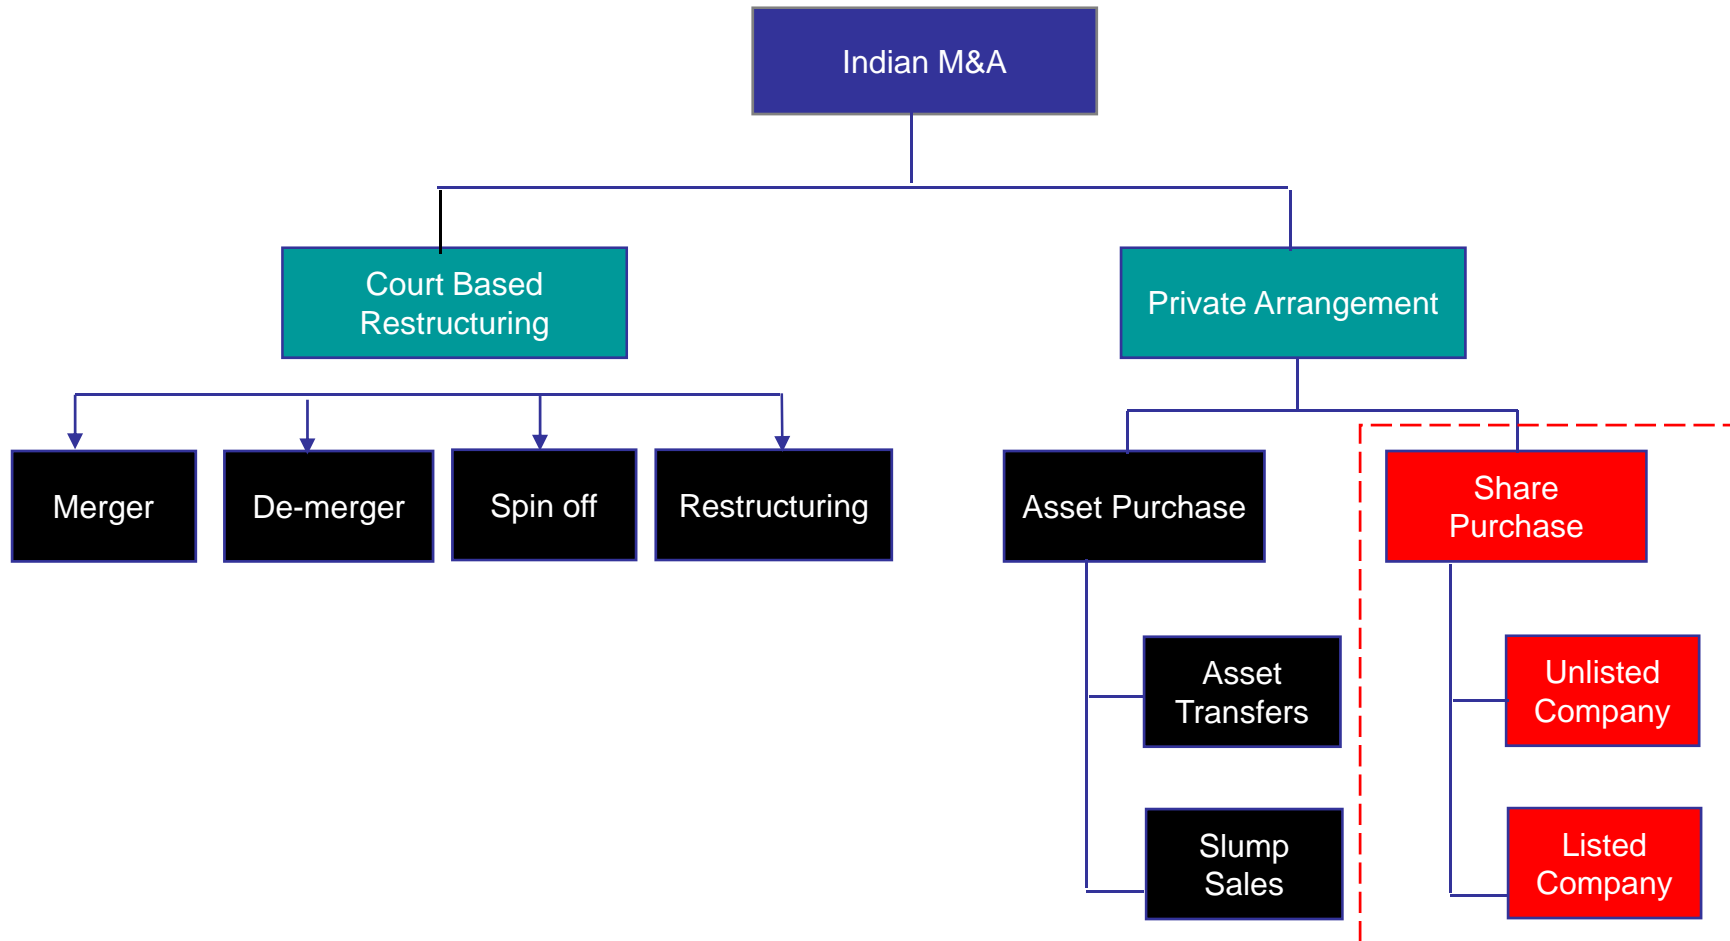 Indian M&A
Court Based
Restructuring
Private Arrangement
Merger
De-merger
Spin off
Restructuring
Asset Purchase
Share
Purchase
Asset
Transfers
Unlisted
Company
Slump
Sales
Listed
Company